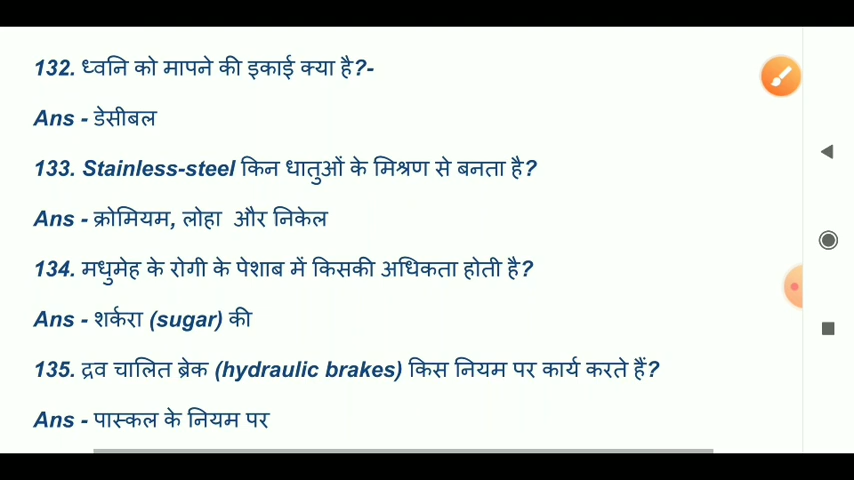 132. ध्वनि को मापने की इकाई क्या है?-
Ans - डेसीबल
133. Stainless-steel किन धातुओं के मिश्रण से बनता है?
Ans - क्रोमियम, लोहा और निकेल
134. मधुमेह के रोगी के पेशाब में किसकी अधिकता होती है?
Ans - शर्करा (sugar) की
135. द्रव चालित ब्रेक (hydraulic brakes) किस नियम पर कार्य करते हैं?
Ans - पास्कल के नियम पर